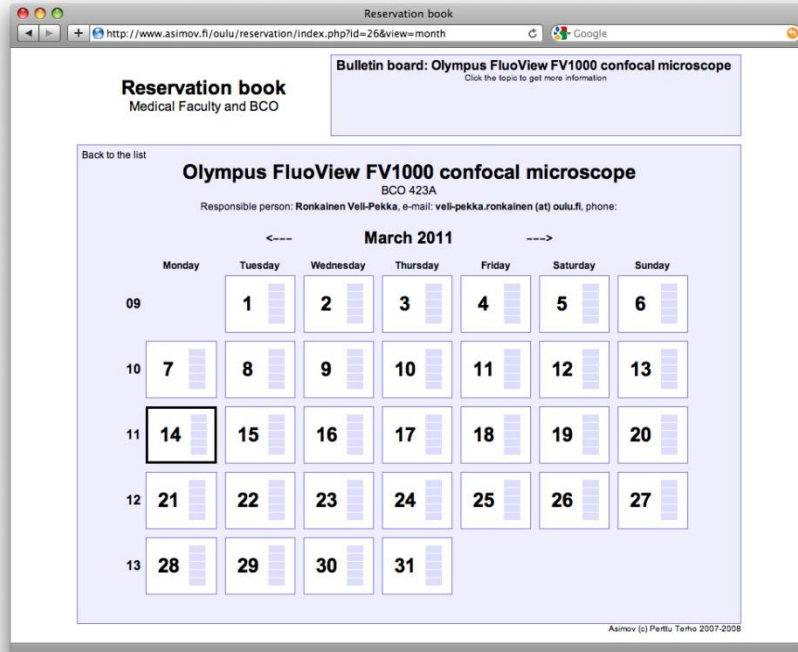 Reservation book
http://www.asimov.fi/oulu/reservation/index.php?id=26&view=month
Google
Reservation book
Medical Faculty and BCO
Bulletin board: Olympus FluoView FV1000 confocal microscope
Click the topic to get more information
Back to the list
Olympus FluoView FV1000 confocal microscope
BCO 423A
Responsible person: Ronkainen Veli-Pekka, e-mail: veli-pekka.ronkainen (at) oulu.fi, phone:
<--- March 2011 --->
Monday Tuesday Wednesday Thursday Friday Saturday Sunday
09 1 2 3 4 5 6
10 7 8 9 10 11 12 13
11 14 15 16 17 18 19 20
12 21 22 23 24 25 26 27
13 28 29 30 31
Asimov (c) Perttu Terho 2007-2008